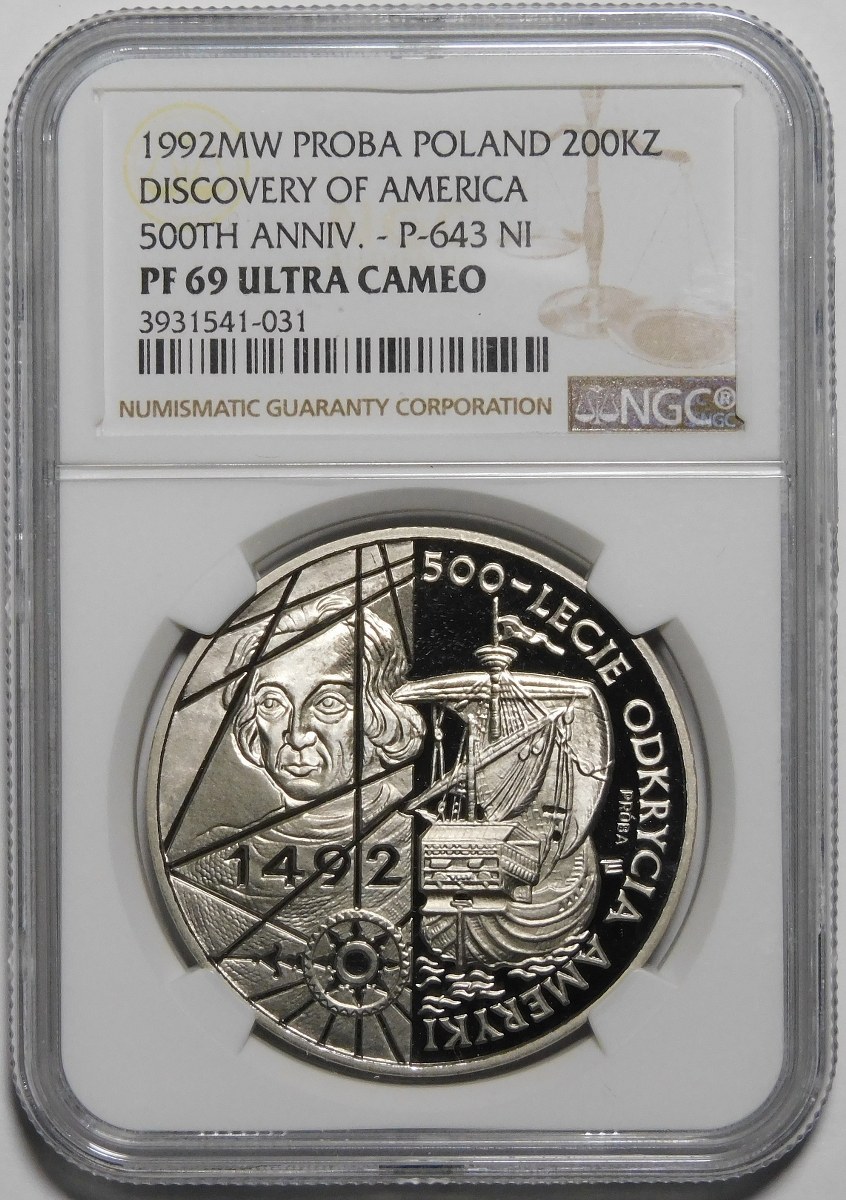 1992MW PROBA POLAND 200KZ
DISCOVERY OF AMERICA
500TH ANNIV. - P-643 NI
PF 69 ULTRA CAMEO
3931541-031
NUMISMATIC GUARANTY CORPORATION
NGC®
NGC
500-LECIE ODKRYCIA AMERYKI
PRÓBA
1492